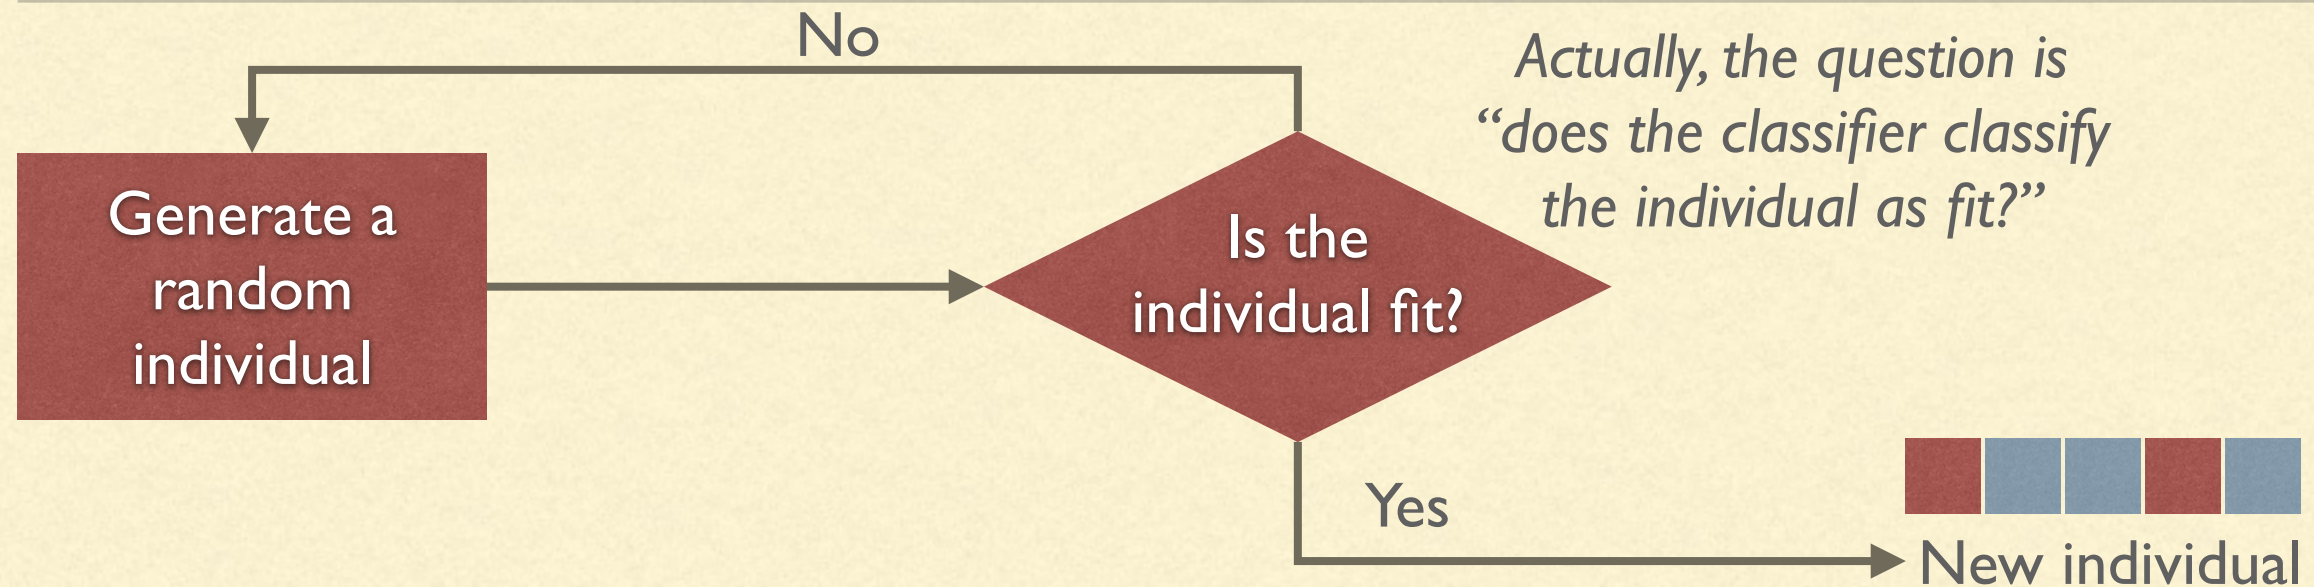 No
Actually, the question is
“does the classifier classify
the individual as fit?”
Generate a
random
individual
Is the
individual fit?
Yes
New individual